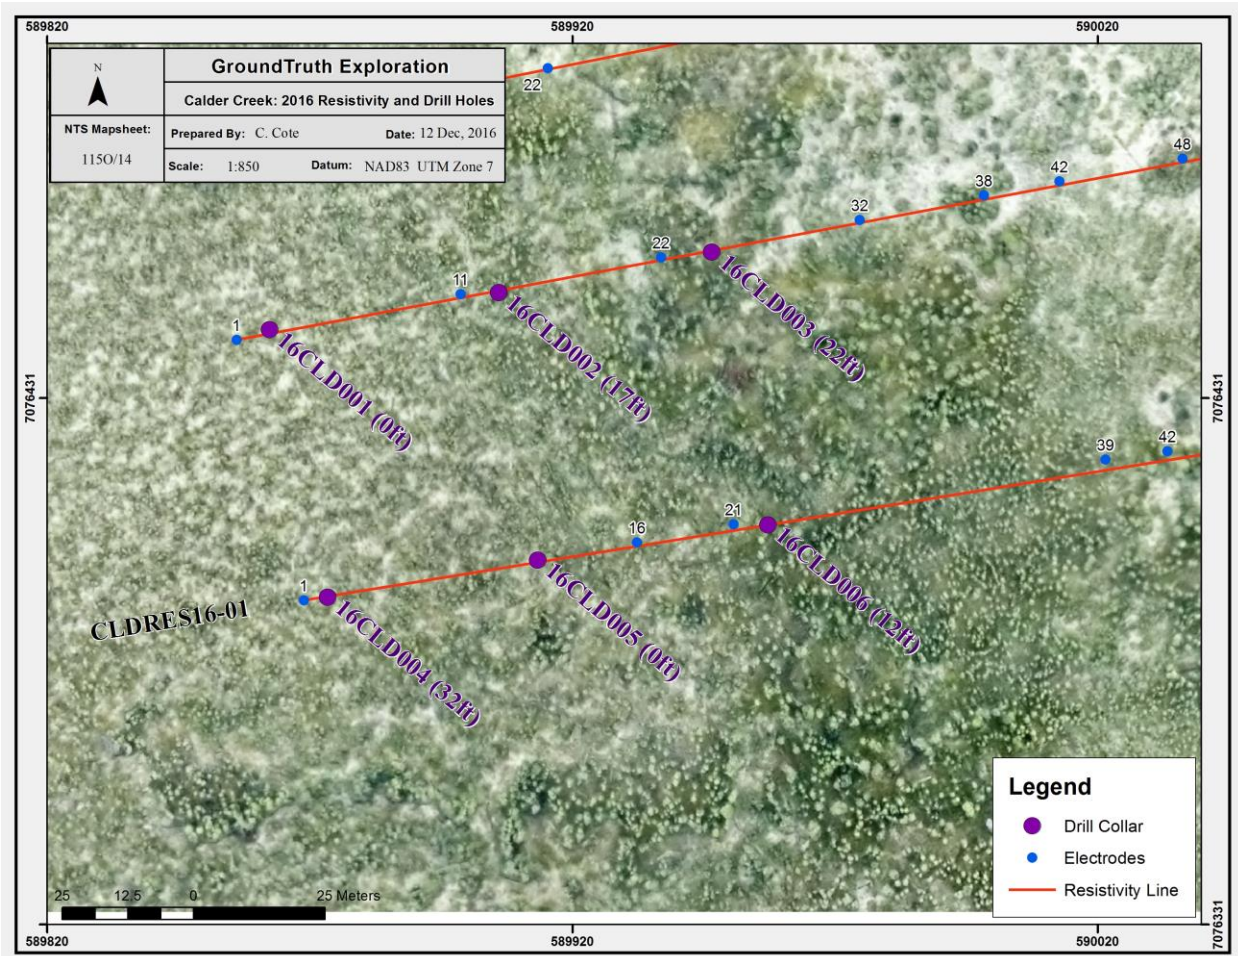 589820
589920
590020
GroundTruth Exploration
N
Calder Creek: 2016 Resistivity and Drill Holes
NTS Mapsheet:
115O/14
Prepared By: C. Cote
Date: 12 Dec, 2016
Scale: 1:850
Datum: NAD83 UTM Zone 7
22
48
42
38
32
22
16CLD003 (22ft)
11
16CLD002 (17ft)
1
16CLD001 (0ft)
7076431
7076431
42
39
21
16CLD006 (12ft)
16
16CLD005 (0ft)
1
16CLD004 (32ft)
CLDRES16-01
Legend
Drill Collar
Electrodes
Resistivity Line
25 12.5 0 25 Meters
7076331
589820
589920
590020